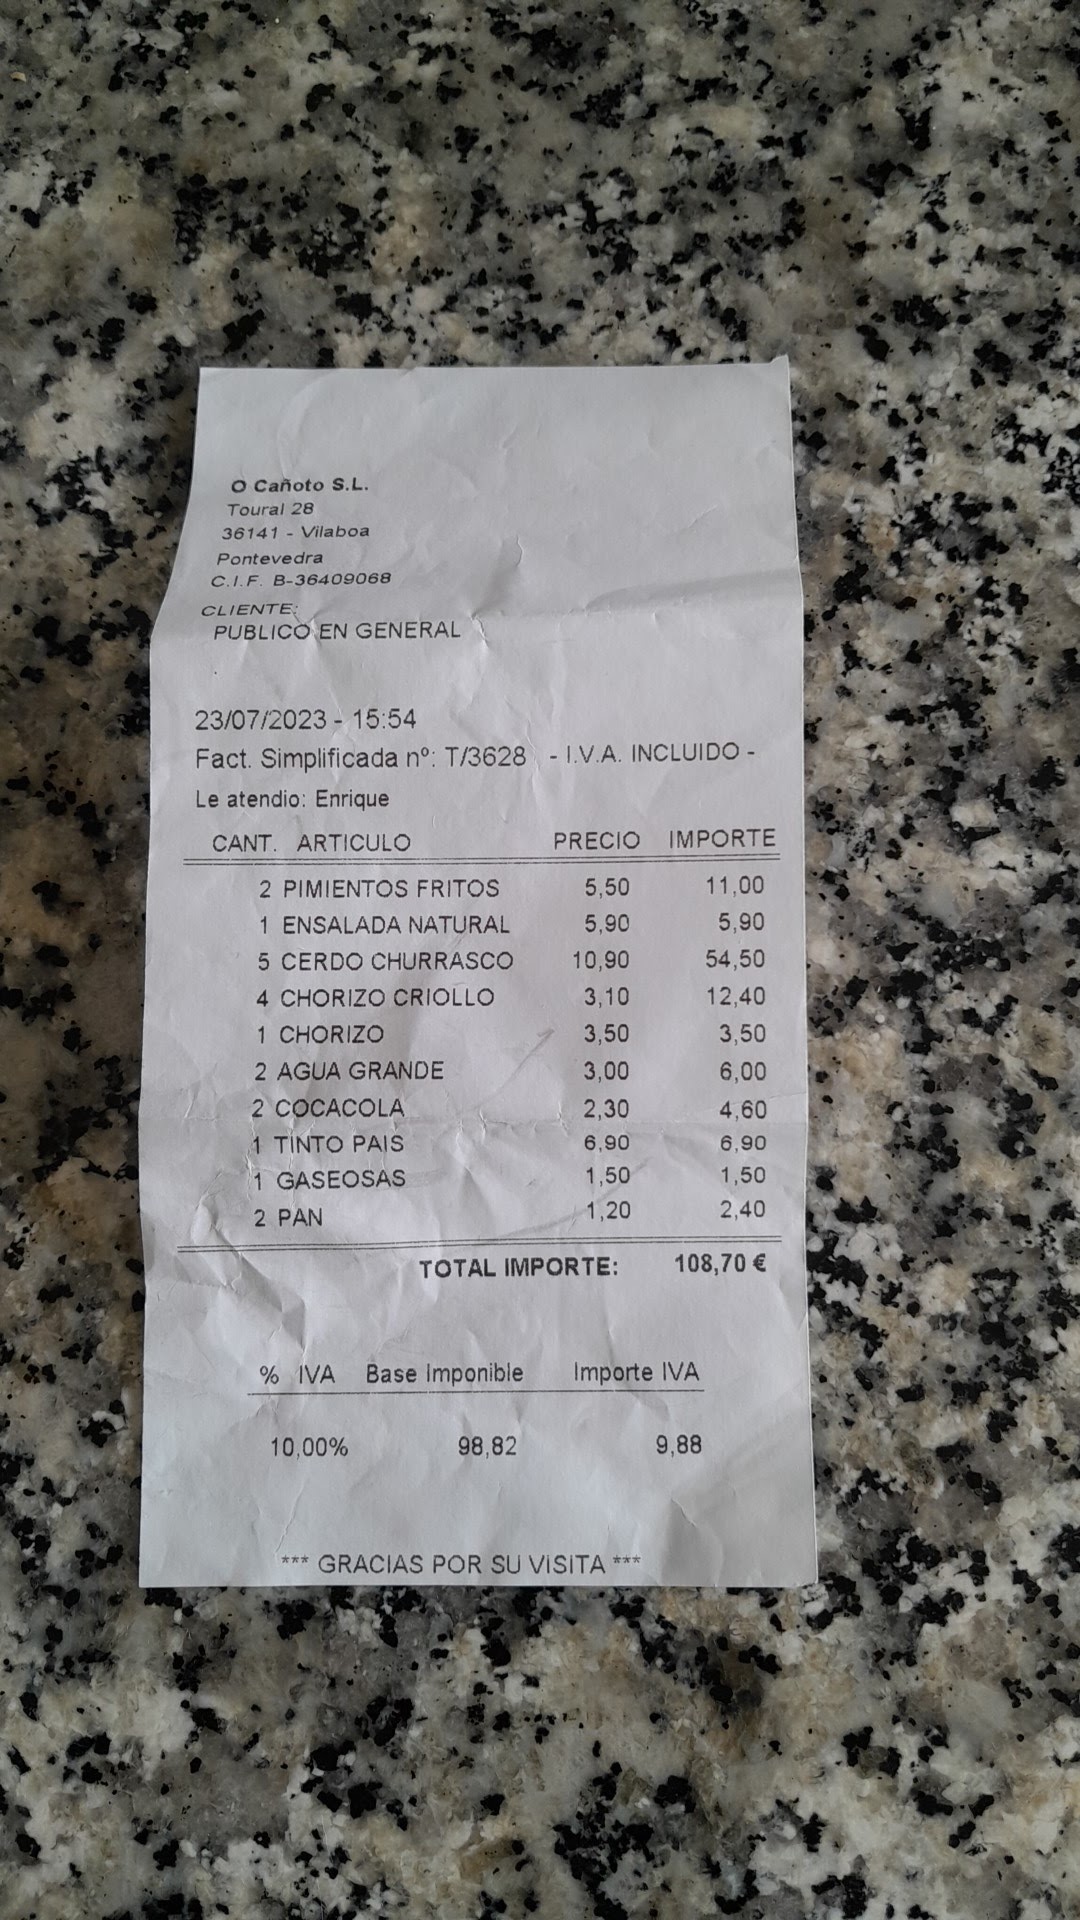 O Cañoto S.L.
Toural 28
36141 - Vilaboa
Pontevedra
C.I.F. B-36409068
CLIENTE:
PUBLICO EN GENERAL
23/07/2023 - 15:54
Fact. Simplificada nº: T/3628 - I.V.A. INCLUIDO -
Le atendio: Enrique
CANT. ARTICULO PRECIO IMPORTE
2 PIMIENTOS FRITOS 5,50 11,00
1 ENSALADA NATURAL 5,90 5,90
5 CERDO CHURRASCO 10,90 54,50
4 CHORIZO CRIOLLO 3,10 12,40
1 CHORIZO 3,50 3,50
2 AGUA GRANDE 3,00 6,00
2 COCACOLA 2,30 4,60
1 TINTO PAIS 6,90 6,90
1 GASEOSAS 1,50 1,50
2 PAN 1,20 2,40
TOTAL IMPORTE: 108,70 €
% IVA Base Imponible Importe IVA
10,00% 98,82 9,88
*** GRACIAS POR SU VISITA ***